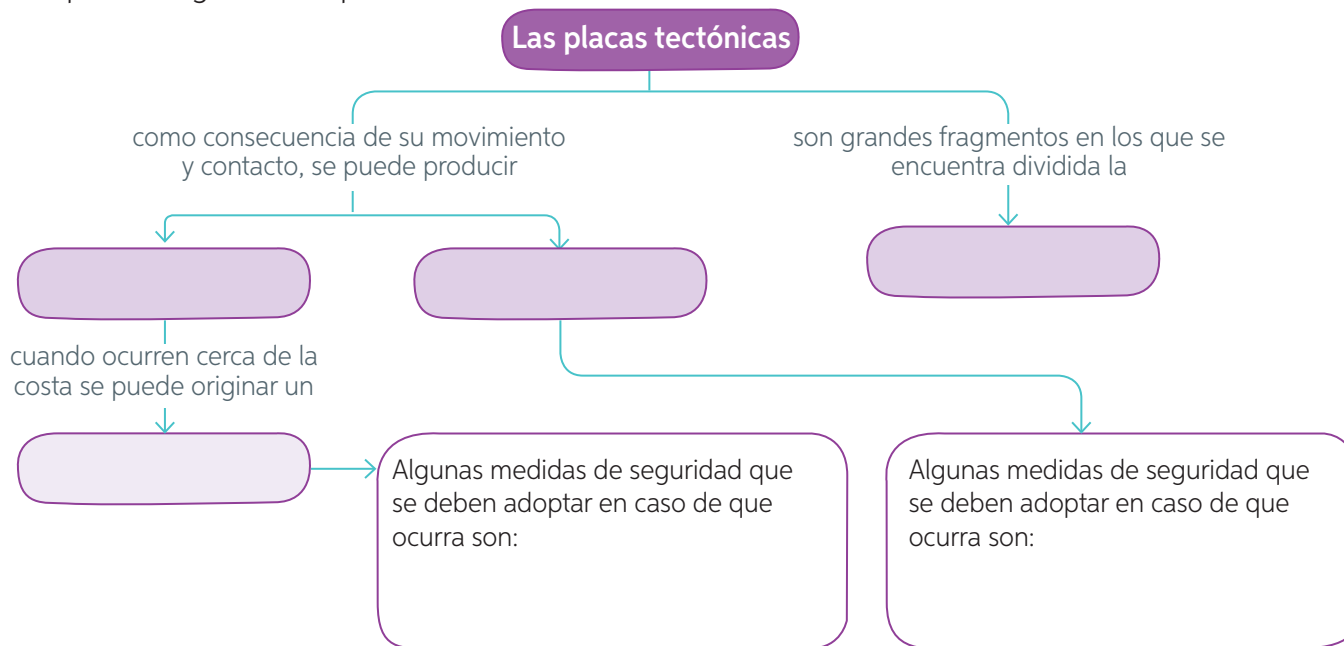 Las placas tectónicas
como consecuencia de su movimiento
y contacto, se puede producir
son grandes fragmentos en los que se
encuentra dividida la
cuando ocurren cerca de la
costa se puede originar un
Algunas medidas de seguridad que
se deben adoptar en caso de que
ocurra son:
Algunas medidas de seguridad que
se deben adoptar en caso de que
ocurra son: